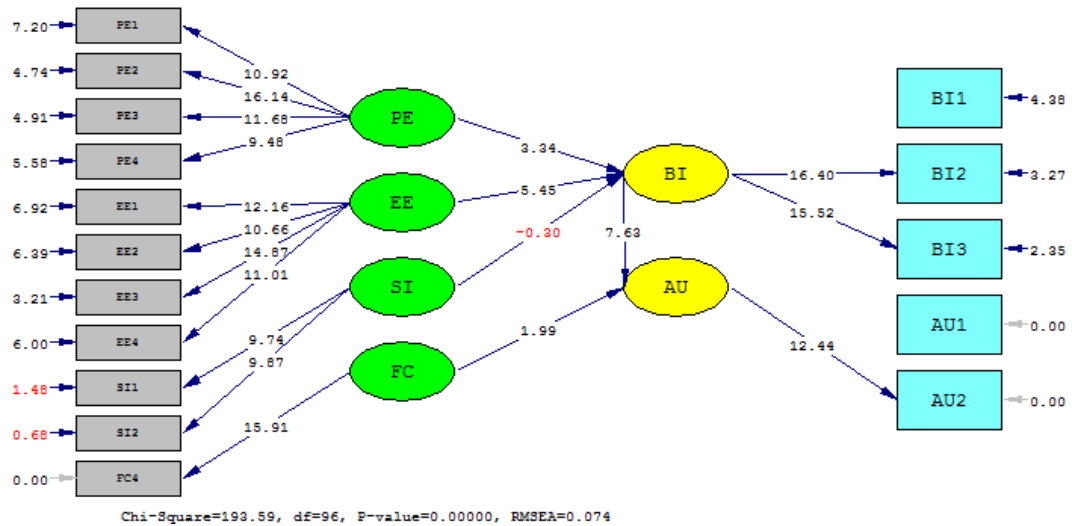 7.20 PE1
4.74 PE2
4.91 PE3
5.58 PE4
6.92 EE1
6.39 EE2
3.21 EE3
6.00 EE4
1.48 SI1
0.68 SI2
0.00 FC4
10.92
16.14
11.68
9.48
12.16
10.66
14.87
11.01
9.74
9.87
15.91
PE
EE
SI
FC
3.34
5.45
-0.30
7.63
1.99
BI
AU
16.40
15.52
12.44
BI1 4.38
BI2 3.27
BI3 2.35
AU1 0.00
AU2 0.00
Chi-Square=193.59, df=96, P-value=0.00000, RMSEA=0.074